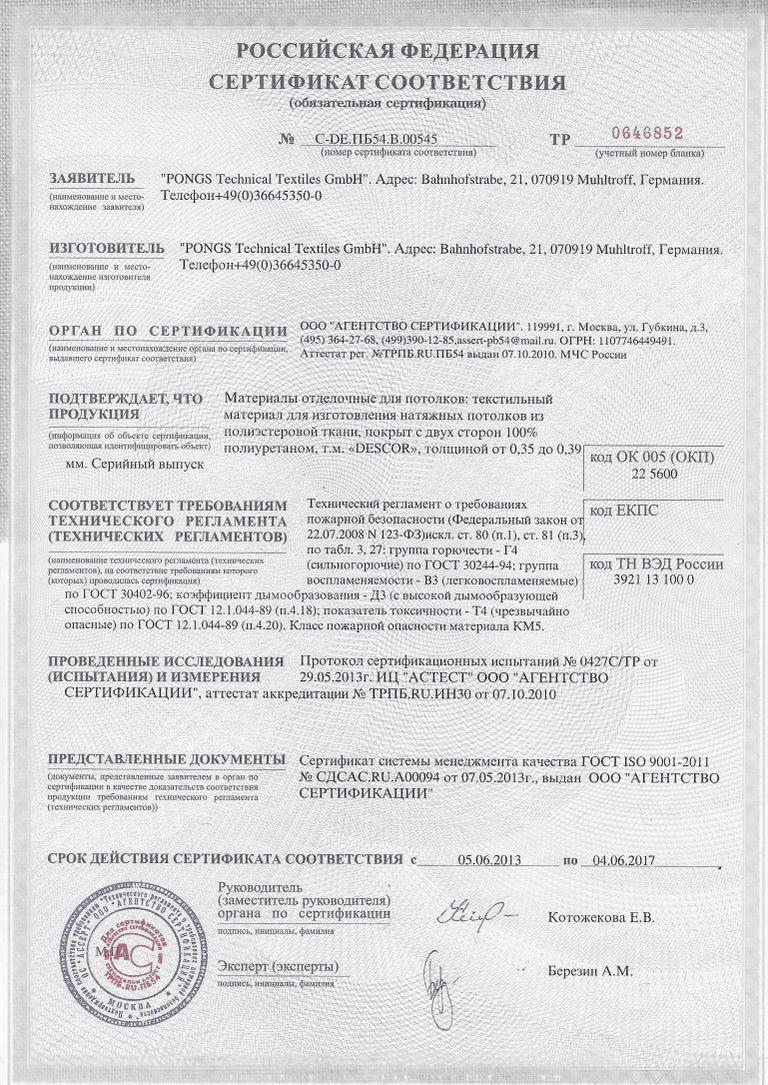 РОССИЙСКАЯ ФЕДЕРАЦИЯ
СЕРТИФИКАТ СООТВЕТСТВИЯ
(обязательная сертификация)
№ С-DE.ПБ54.В.00545 ТР 0646852
(номер сертификата соответствия) (учетный номер бланка)
ЗАЯВИТЕЛЬ "PONGS Technical Textiles GmbH". Адрес: Bahnhofstrabe, 21, 070919 Muhltroff, Германия.
(наименование и место-
нахождение заявителя)
Телефон+49(0)36645350-0
ИЗГОТОВИТЕЛЬ "PONGS Technical Textiles GmbH". Адрес: Bahnhofstrabe, 21, 070919 Muhltroff, Германия.
Телефон+49(0)36645350-0
(наименование и место-
нахождение изготовителя
продукции)
ОРГАН ПО СЕРТИФИКАЦИИ
(наименование и местонахождение органа по сертификации,
выдавшего сертификат соответствия)
ООО "АГЕНТСТВО СЕРТИФИКАЦИИ". 119991, г. Москва, ул. Губкина, д.3,
(495) 364-27-68, (499)390-12-85,assert-pb54@mail.ru. ОГРН: 1107746449491.
Аттестат рег. №ТРПБ.RU.ПБ54 выдан 07.10.2010. МЧС России
ПОДТВЕРЖДАЕТ, ЧТО
ПРОДУКЦИЯ
(информация об объекте сертификации,
позволяющая идентифицировать объект)
Материалы отделочные для потолков: текстильный
материал для изготовления натяжных потолков из
полиэстеровой ткани, покрыт с двух сторон 100%
полиуретаном, т.м. «DESCOR», толщиной от 0,35 до 0,39
мм. Серийный выпуск
код ОК 005 (ОКП)
22 5600
код ЕКПС
код ТН ВЭД России
3921 13 100 0
СООТВЕТСТВУЕТ ТРЕБОВАНИЯМ
ТЕХНИЧЕСКОГО РЕГЛАМЕНТА
(ТЕХНИЧЕСКИХ РЕГЛАМЕНТОВ)
(наименование технического регламента (технических
регламентов), на соответствие требованиям которого
(которых) проводилась сертификация)
Технический регламент о требованиях
пожарной безопасности (Федеральный закон от
22.07.2008 N 123-ФЗ)искл. ст. 80 (п.1), ст. 81 (п.3),
по табл. 3, 27: группа горючести - Г4
(сильногорючие) по ГОСТ 30244-94; группа
воспламеняемости - В3 (легковоспламеняемые)
по ГОСТ 30402-96; коэффициент дымообразования - Д3 (с высокой дымообразующей
способностью) по ГОСТ 12.1.044-89 (п.4.18); показатель токсичности - Т4 (чрезвычайно
опасные) по ГОСТ 12.1.044-89 (п.4.20). Класс пожарной опасности материала КМ5.
ПРОВЕДЕННЫЕ ИССЛЕДОВАНИЯ
(ИСПЫТАНИЯ) И ИЗМЕРЕНИЯ
Протокол сертификационных испытаний № 0427С/ТР от
29.05.2013г. ИЦ "АСТЕСТ" ООО "АГЕНТСТВО
СЕРТИФИКАЦИИ", аттестат аккредитации № ТРПБ.RU.ИН30 от 07.10.2010
ПРЕДСТАВЛЕННЫЕ ДОКУМЕНТЫ
(документы, представленные заявителем в орган по
сертификации в качестве доказательств соответствия
продукции требованиям технического регламента
(технических регламентов))
Сертификат системы менеджмента качества ГОСТ ISO 9001-2011
№ СДСАС.RU.А00094 от 07.05.2013г., выдан ООО "АГЕНТСТВО
СЕРТИФИКАЦИИ"
СРОК ДЕЙСТВИЯ СЕРТИФИКАТА СООТВЕТСТВИЯ с 05.06.2013 по 04.06.2017
Руководитель
(заместитель руководителя)
органа по сертификации
подпись, инициалы, фамилия
Котожекова Е.В.
Эксперт (эксперты)
подпись, инициалы, фамилия
Березин А.М.
ОС "АССЕРТ" ООО "АГЕНТСТВО СЕРТИФИКАЦИИ"
Для сертификатов
АС
ТРПБ.RU.ПБ54
МОСКВА